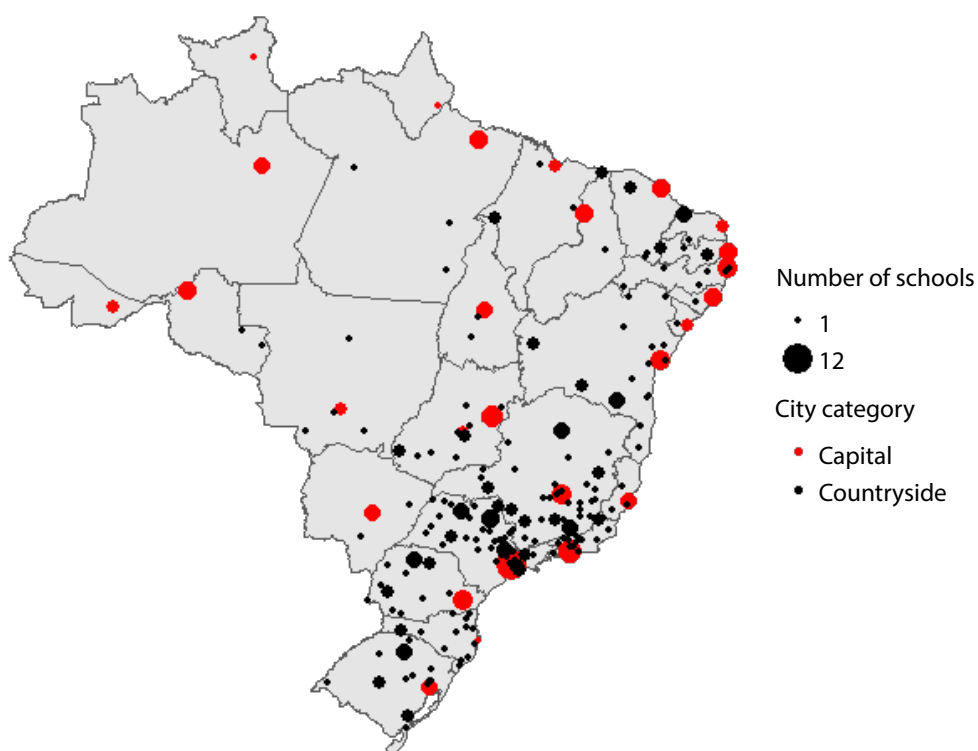 Number of schools
1
12
City category
Capital
Countryside